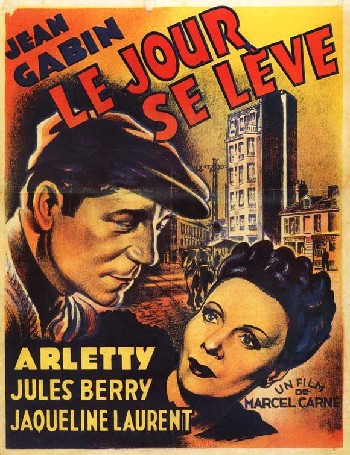 JEAN
GABIN
LE JOUR
SE LÈVE
ARLETTY
JULES BERRY
JAQUELINE LAURENT
UN FILM
DE
MARCEL CARNÉ